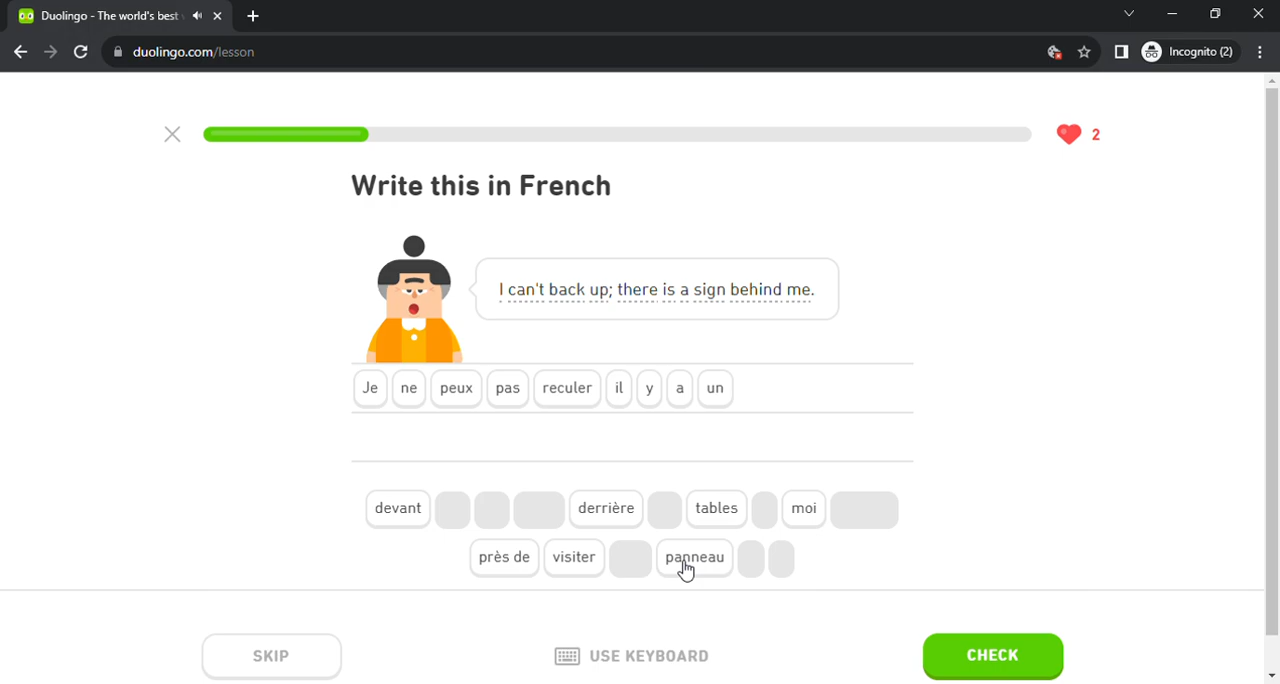 Duolingo - The world's best
duolingo.com/lesson
Incognito (2)
2
Write this in French
I can't back up; there is a sign behind me.
Je ne peux pas reculer il y a un
devant derrière tables moi
près de visiter panneau
SKIP
USE KEYBOARD
CHECK